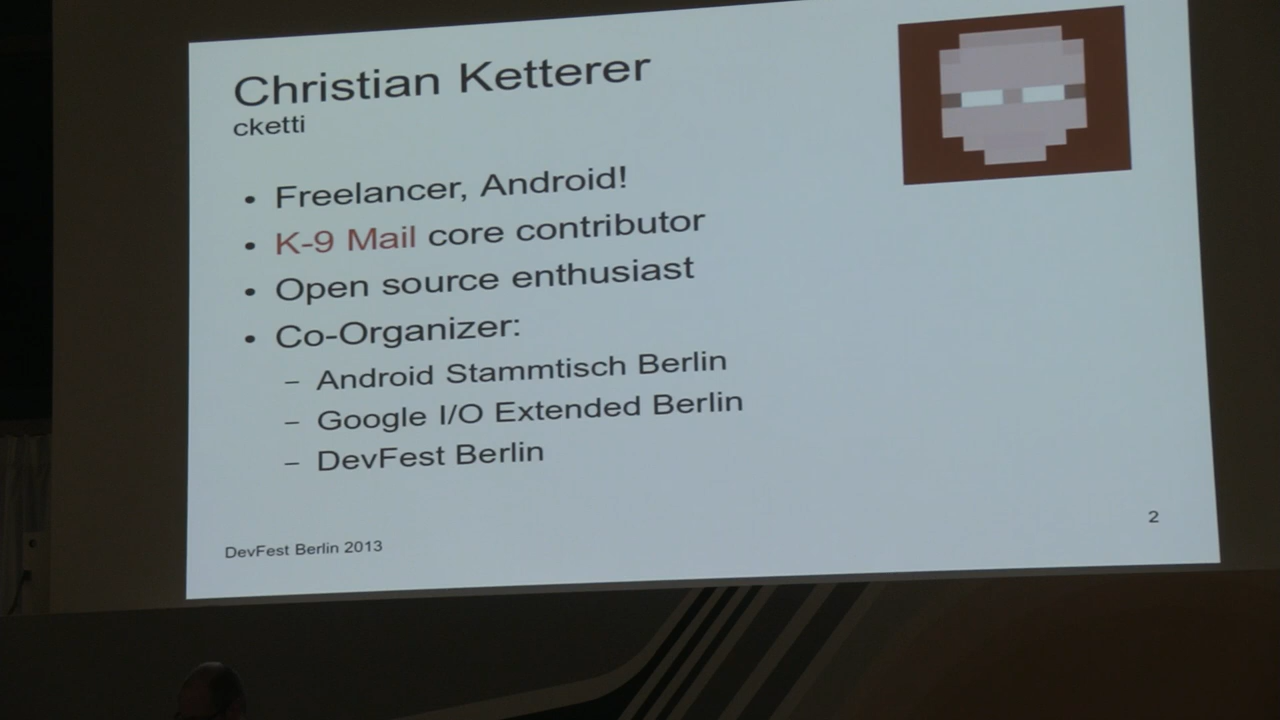 Christian Ketterer
cketti
• Freelancer, Android!
• K-9 Mail core contributor
• Open source enthusiast
• Co-Organizer:
– Android Stammtisch Berlin
– Google I/O Extended Berlin
– DevFest Berlin
DevFest Berlin 2013
2